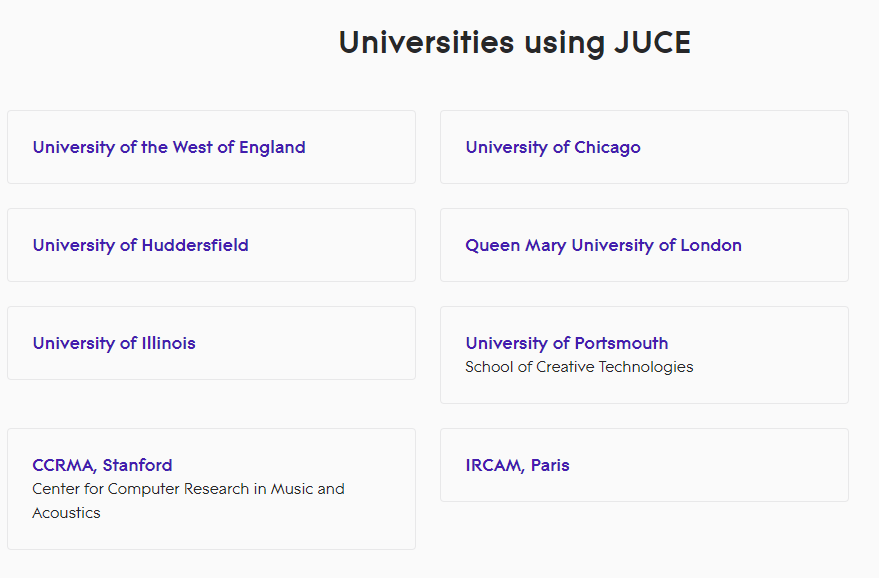 Universities using JUCE
University of the West of England
University of Chicago
University of Huddersfield
Queen Mary University of London
University of Illinois
University of Portsmouth
School of Creative Technologies
CCRMA, Stanford
Center for Computer Research in Music and
Acoustics
IRCAM, Paris